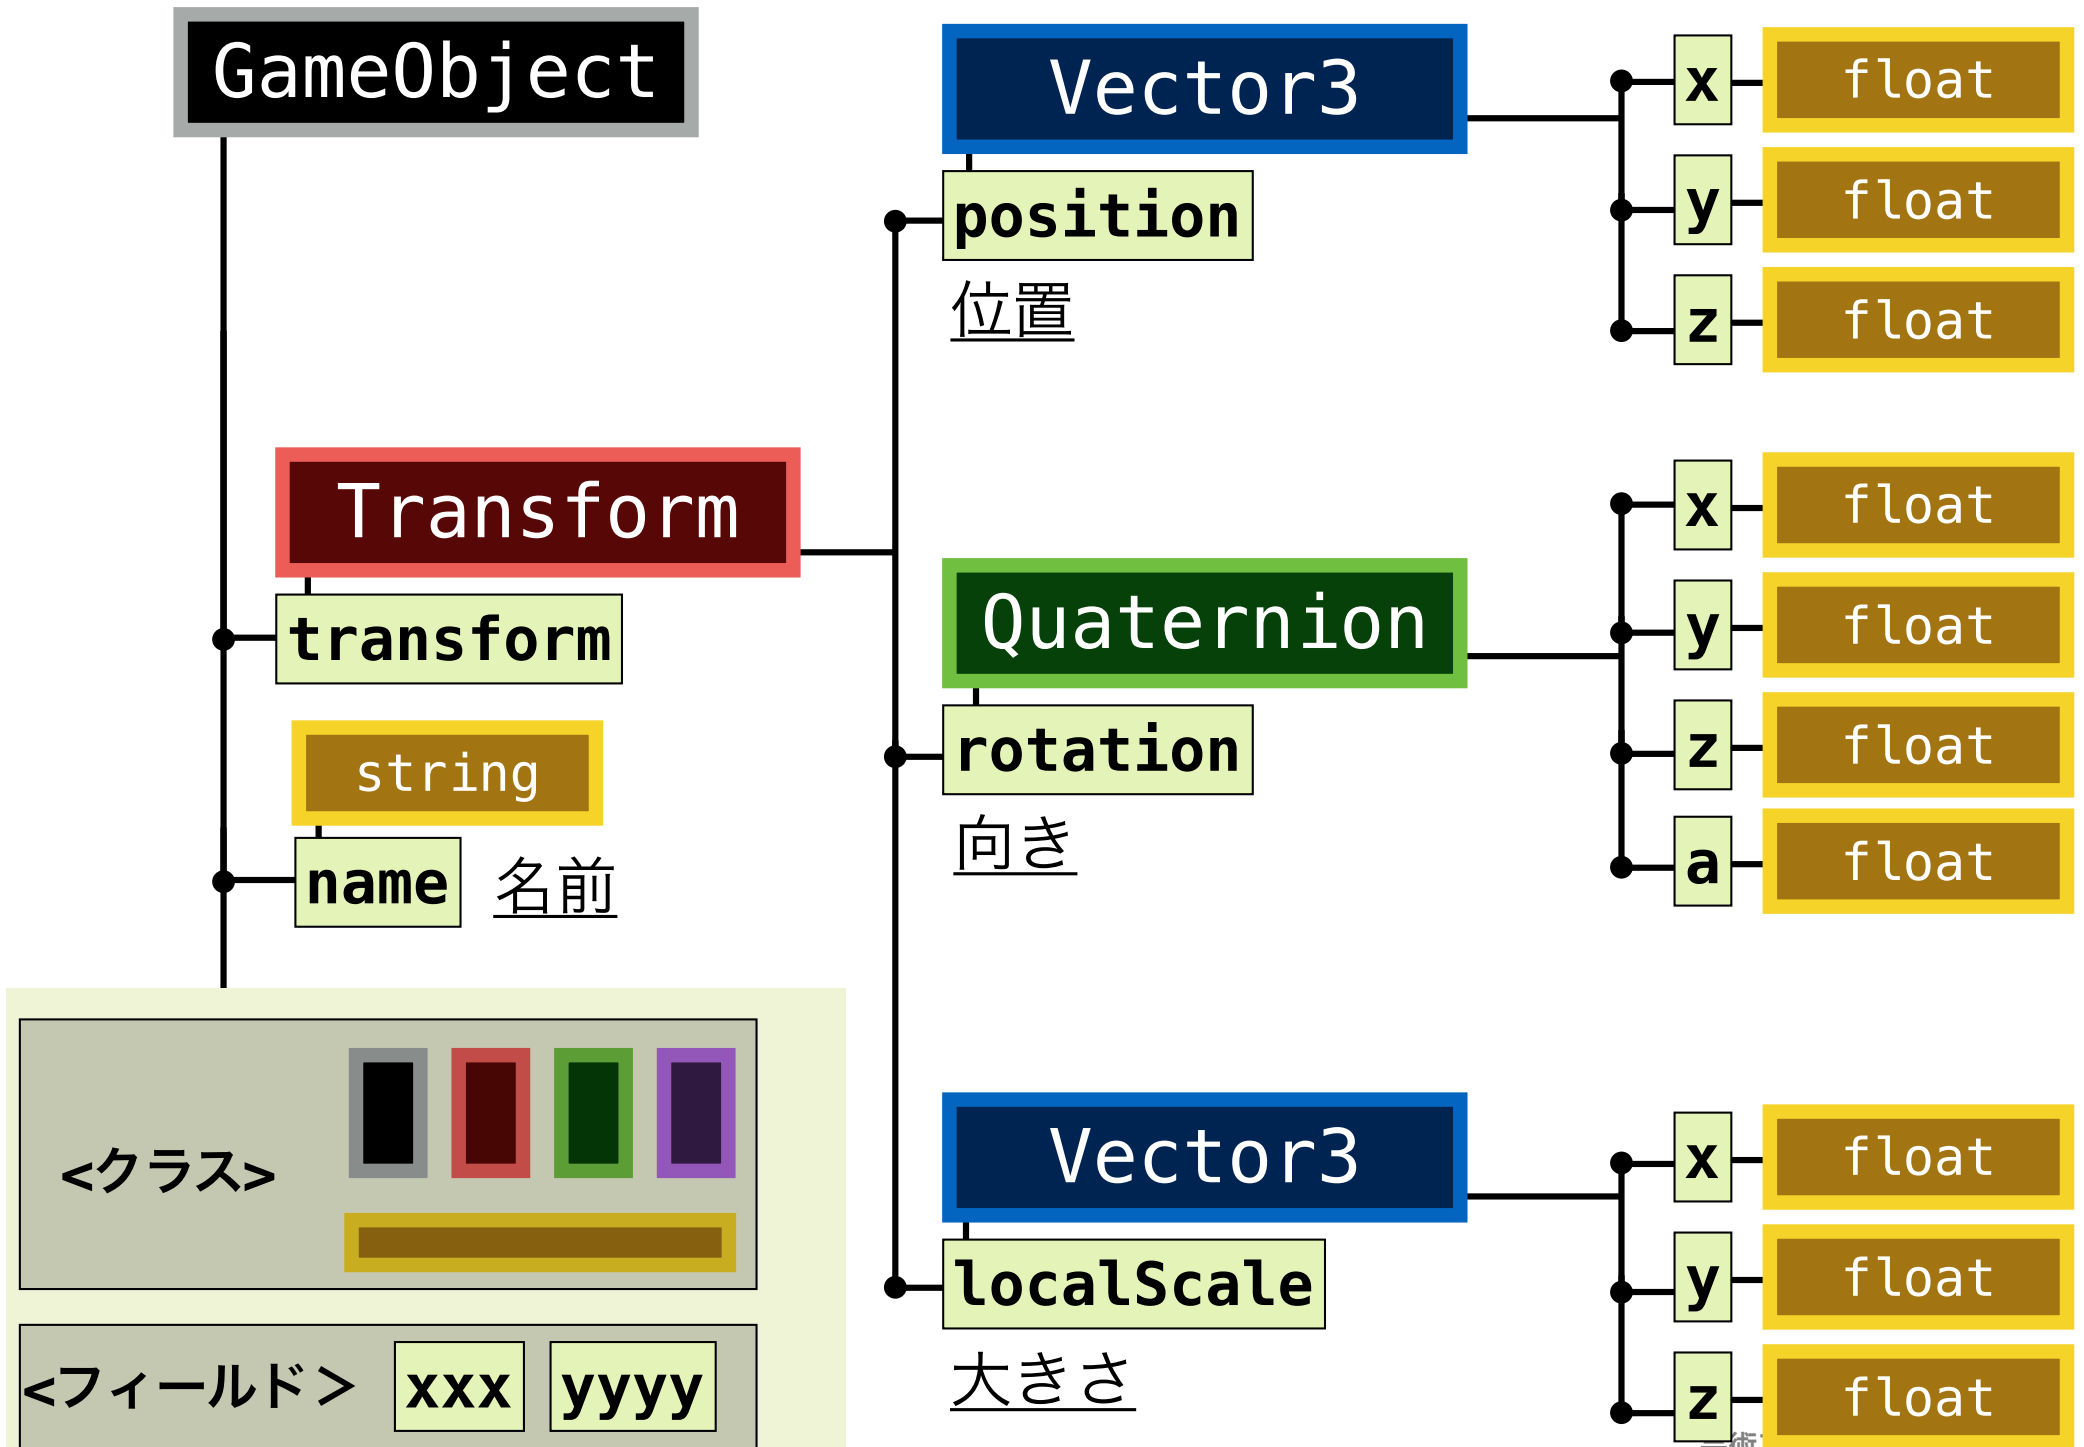 GameObject
Transform
transform
string
name
名前
Vector3
position
位置
x
float
y
float
z
float
Quaternion
rotation
向き
x
float
y
float
z
float
a
float
Vector3
localScale
大きさ
x
float
y
float
z
float
<クラス>
<フィールド>
xxx
yyyy